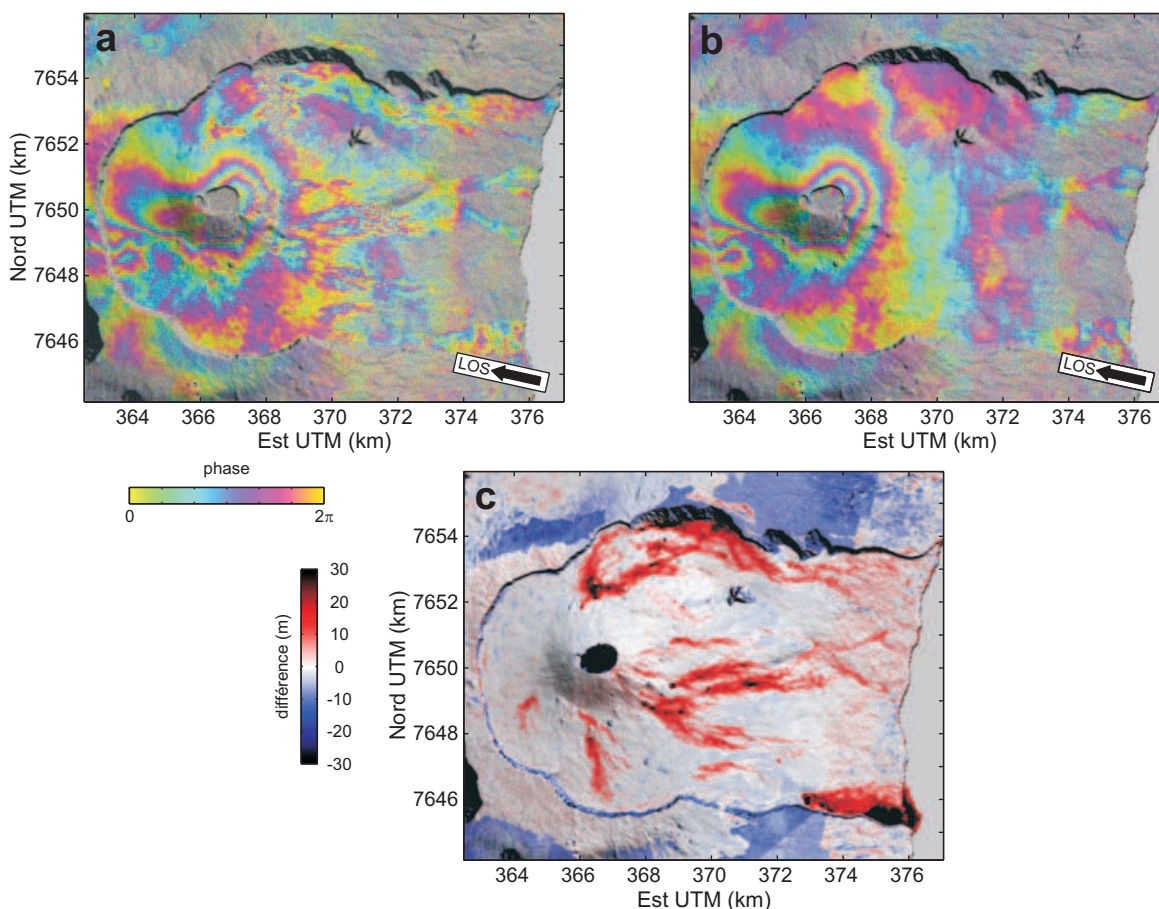 a
b
7654
7652
7650
7648
7646
Nord UTM (km)
LOS
LOS
364 366 368 370 372 374 376
364 366 368 370 372 374 376
Est UTM (km)
Est UTM (km)
phase
0 2π
c
30
20
10
0
-10
-20
-30
différence (m)
7654
7652
7650
7648
7646
Nord UTM (km)
364 366 368 370 372 374 376
Est UTM (km)